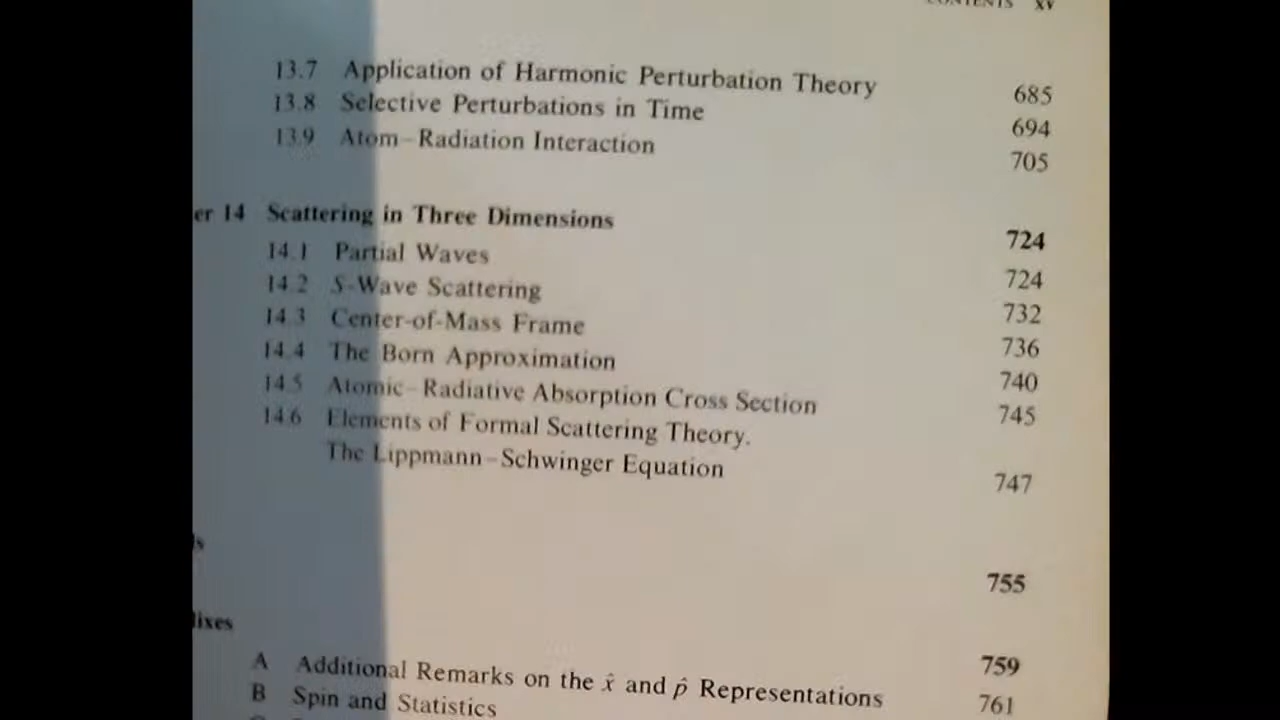 CONTENTS XV
13.7 Application of Harmonic Perturbation Theory 685
13.8 Selective Perturbations in Time 694
13.9 Atom–Radiation Interaction 705
er 14 Scattering in Three Dimensions 724
14.1 Partial Waves 724
14.2 S-Wave Scattering 732
14.3 Center-of-Mass Frame 736
14.4 The Born Approximation 740
14.5 Atomic–Radiative Absorption Cross Section 745
14.6 Elements of Formal Scattering Theory.
The Lippmann–Schwinger Equation 747
s 755
lixes 759
A Additional Remarks on the x̂ and p̂ Representations 761
B Spin and Statistics